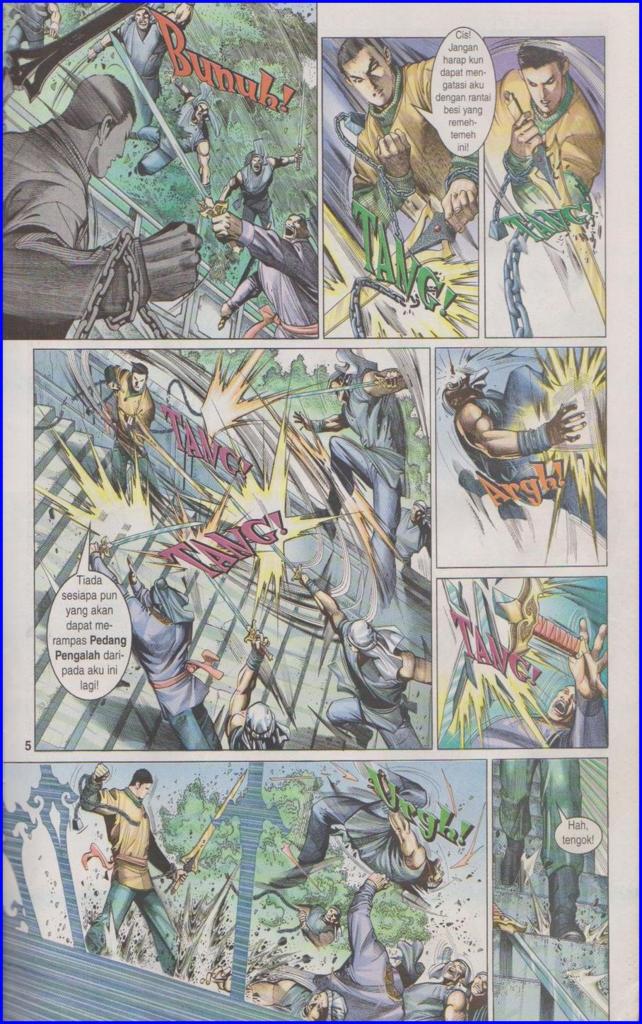 Bunuh!
Cis!
Jangan
harap kun
dapat men-
gatasi aku
dengan rantai
besi yang
remeh-
temeh
ini!
TANG!
TANG!
TANG!
TANG!
Tiada
sesiapa pun
yang akan
dapat me-
rampas Pedang
Pengalah dari-
pada aku ini
lagi!
Argh!
TANG!
5
Urgh!
Hah,
tengok!